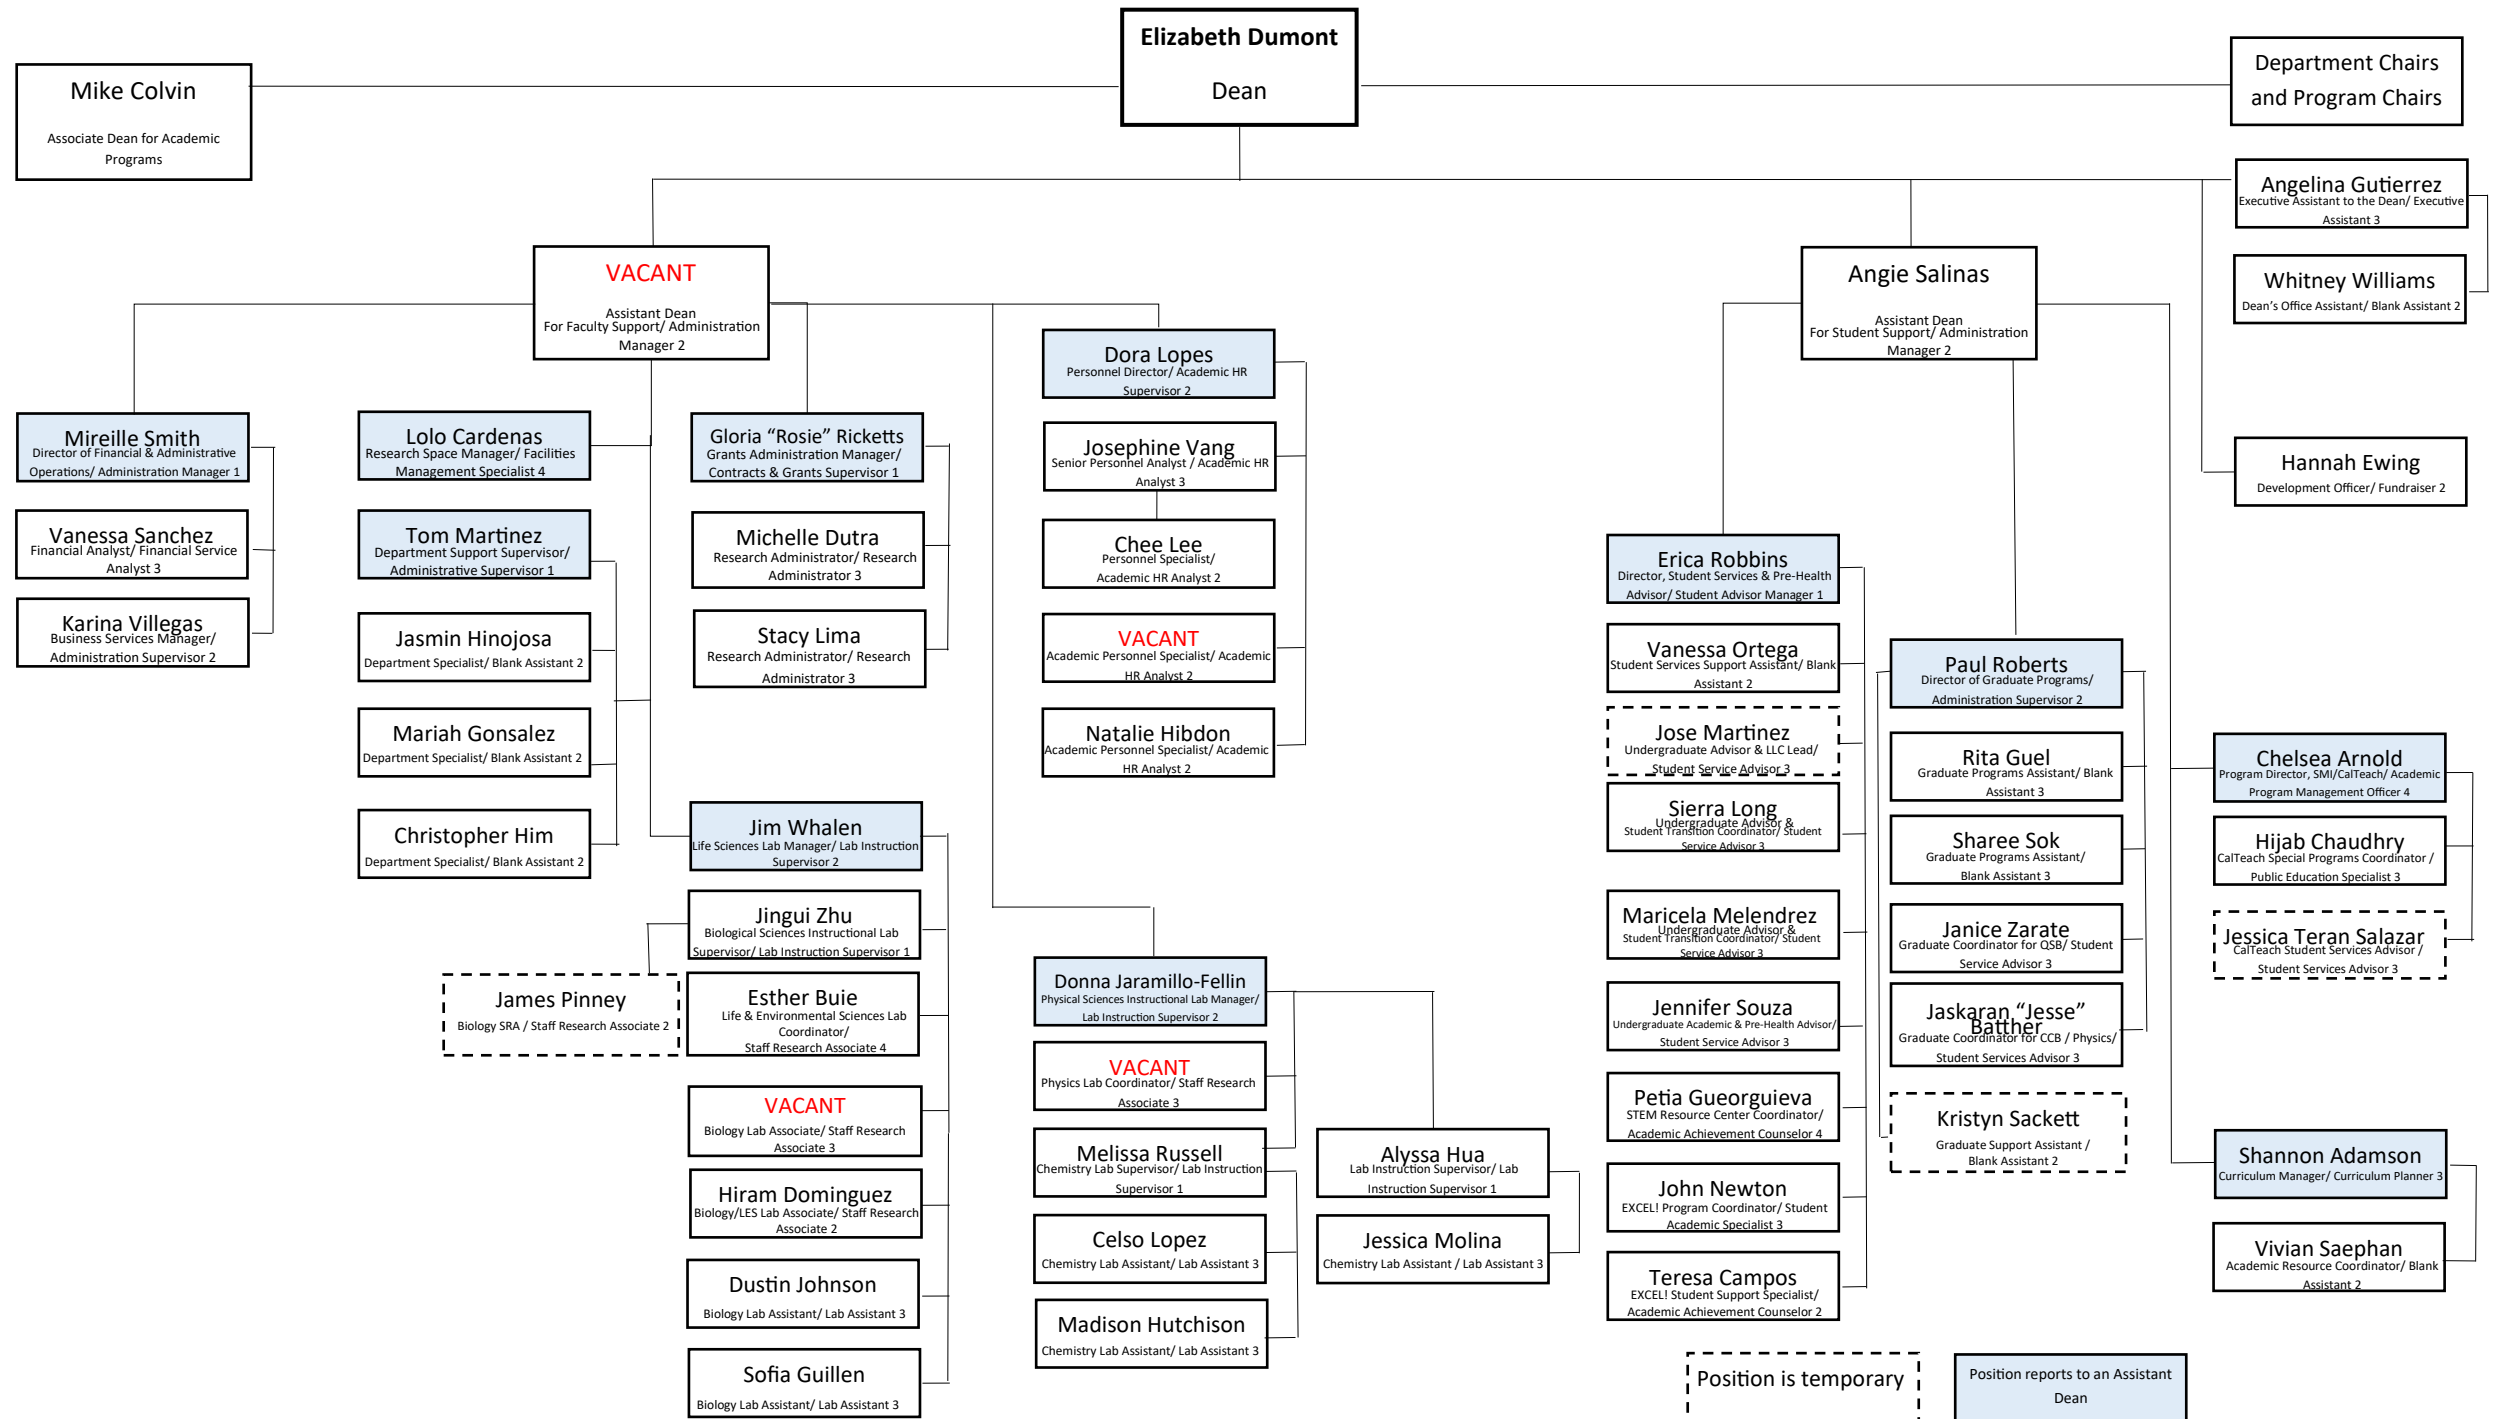 Elizabeth Dumont
Dean
Mike Colvin
Associate Dean for Academic
Programs
Department Chairs
and Program Chairs
Angelina Gutierrez
Executive Assistant to the Dean/ Executive
Assistant 3
Whitney Williams
Dean's Office Assistant/ Blank Assistant 2
Hannah Ewing
Development Officer/ Fundraiser 2
VACANT
Assistant Dean
For Faculty Support/ Administration
Manager 2
Angie Salinas
Assistant Dean
For Student Support/ Administration
Manager 2
Mireille Smith
Director of Financial & Administrative
Operations/ Administration Manager 1
Vanessa Sanchez
Financial Analyst/ Financial Service
Analyst 3
Karina Villegas
Business Services Manager/
Administration Supervisor 2
Lolo Cardenas
Research Space Manager/ Facilities
Management Specialist 4
Tom Martinez
Department Support Supervisor/
Administrative Supervisor 1
Jasmin Hinojosa
Department Specialist/ Blank Assistant 2
Mariah Gonsalez
Department Specialist/ Blank Assistant 2
Christopher Him
Department Specialist/ Blank Assistant 2
Gloria “Rosie” Ricketts
Grants Administration Manager/
Contracts & Grants Supervisor 1
Michelle Dutra
Research Administrator/ Research
Administrator 3
Stacy Lima
Research Administrator/ Research
Administrator 3
Jim Whalen
Life Sciences Lab Manager/ Lab Instruction
Supervisor 2
Jingui Zhu
Biological Sciences Instructional Lab
Supervisor/ Lab Instruction Supervisor 1
James Pinney
Biology SRA / Staff Research Associate 2
Esther Buie
Life & Environmental Sciences Lab
Coordinator/
Staff Research Associate 4
VACANT
Biology Lab Associate/ Staff Research
Associate 3
Hiram Dominguez
Biology/LES Lab Associate/ Staff Research
Associate 2
Dustin Johnson
Biology Lab Assistant/ Lab Assistant 3
Sofia Guillen
Biology Lab Assistant/ Lab Assistant 3
Dora Lopes
Personnel Director/ Academic HR
Supervisor 2
Josephine Vang
Senior Personnel Analyst / Academic HR
Analyst 3
Chee Lee
Personnel Specialist/
Academic HR Analyst 2
VACANT
Academic Personnel Specialist/ Academic
HR Analyst 2
Natalie Hibdon
Academic Personnel Specialist/ Academic
HR Analyst 2
Donna Jaramillo-Fellin
Physical Sciences Instructional Lab Manager/
Lab Instruction Supervisor 2
VACANT
Physics Lab Coordinator/ Staff Research
Associate 3
Melissa Russell
Chemistry Lab Supervisor/ Lab Instruction
Supervisor 1
Celso Lopez
Chemistry Lab Assistant/ Lab Assistant 3
Madison Hutchison
Chemistry Lab Assistant/ Lab Assistant 3
Alyssa Hua
Lab Instruction Supervisor/ Lab
Instruction Supervisor 1
Jessica Molina
Chemistry Lab Assistant / Lab Assistant 3
Erica Robbins
Director, Student Services & Pre-Health
Advisor/ Student Advisor Manager 1
Vanessa Ortega
Student Services Support Assistant/ Blank
Assistant 2
Jose Martinez
Undergraduate Advisor & LLC Lead/
Student Service Advisor 3
Sierra Long
Undergraduate Advisor &
Student Transition Coordinator/ Student
Service Advisor 3
Maricela Melendrez
Undergraduate Advisor &
Student Transition Coordinator/ Student
Service Advisor 3
Jennifer Souza
Undergraduate Academic & Pre-Health Advisor/
Student Service Advisor 3
Petia Gueorguieva
STEM Resource Center Coordinator/
Academic Achievement Counselor 4
John Newton
EXCEL! Program Coordinator/ Student
Academic Specialist 3
Teresa Campos
EXCEL! Student Support Specialist/
Academic Achievement Counselor 2
Paul Roberts
Director of Graduate Programs/
Administration Supervisor 2
Rita Guel
Graduate Programs Assistant/ Blank
Assistant 3
Sharee Sok
Graduate Programs Assistant/
Blank Assistant 3
Janice Zarate
Graduate Coordinator for QSB/ Student
Service Advisor 3
Jaskaran “Jesse”
Batther
Graduate Coordinator for CCB / Physics/
Student Services Advisor 3
Kristyn Sackett
Graduate Support Assistant /
Blank Assistant 2
Chelsea Arnold
Program Director, SMI/CalTeach/ Academic
Program Management Officer 4
Hijab Chaudhry
CalTeach Special Programs Coordinator /
Public Education Specialist 3
Jessica Teran Salazar
CalTeach Student Services Advisor /
Student Services Advisor 3
Shannon Adamson
Curriculum Manager/ Curriculum Planner 3
Vivian Saephan
Academic Resource Coordinator/ Blank
Assistant 2
Position is temporary
Position reports to an Assistant
Dean